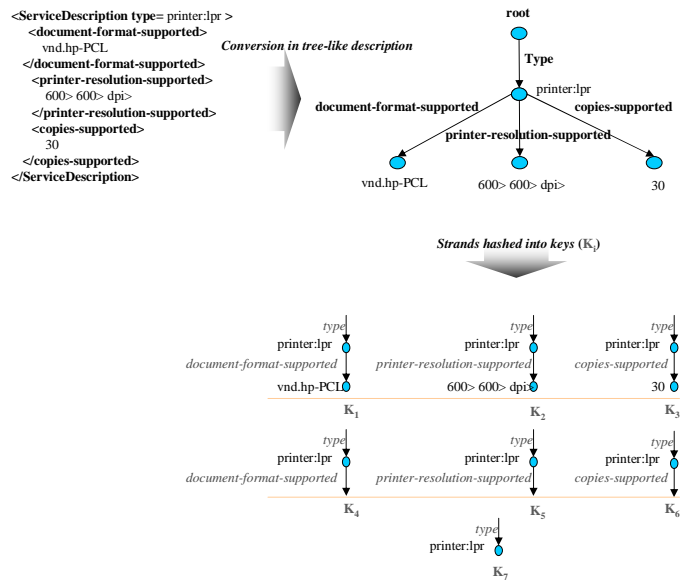 <ServiceDescription type= printer:lpr >
<document-format-supported>
vnd.hp-PCL
</document-format-supported>
<printer-resolution-supported>
600> 600> dpi>
</printer-resolution-supported>
<copies-supported>
30
</copies-supported>
</ServiceDescription>
Conversion in tree-like description
root
Type
printer:lpr
document-format-supported
copies-supported
printer-resolution-supported
vnd.hp-PCL
600> 600> dpi>
30
Strands hashed into keys (Ki)
type
printer:lpr
document-format-supported
vnd.hp-PCL
K1
type
printer:lpr
printer-resolution-supported
600> 600> dpi>
K2
type
printer:lpr
copies-supported
30
K3
type
printer:lpr
document-format-supported
K4
type
printer:lpr
printer-resolution-supported
K5
type
printer:lpr
copies-supported
K6
type
printer:lpr
K7